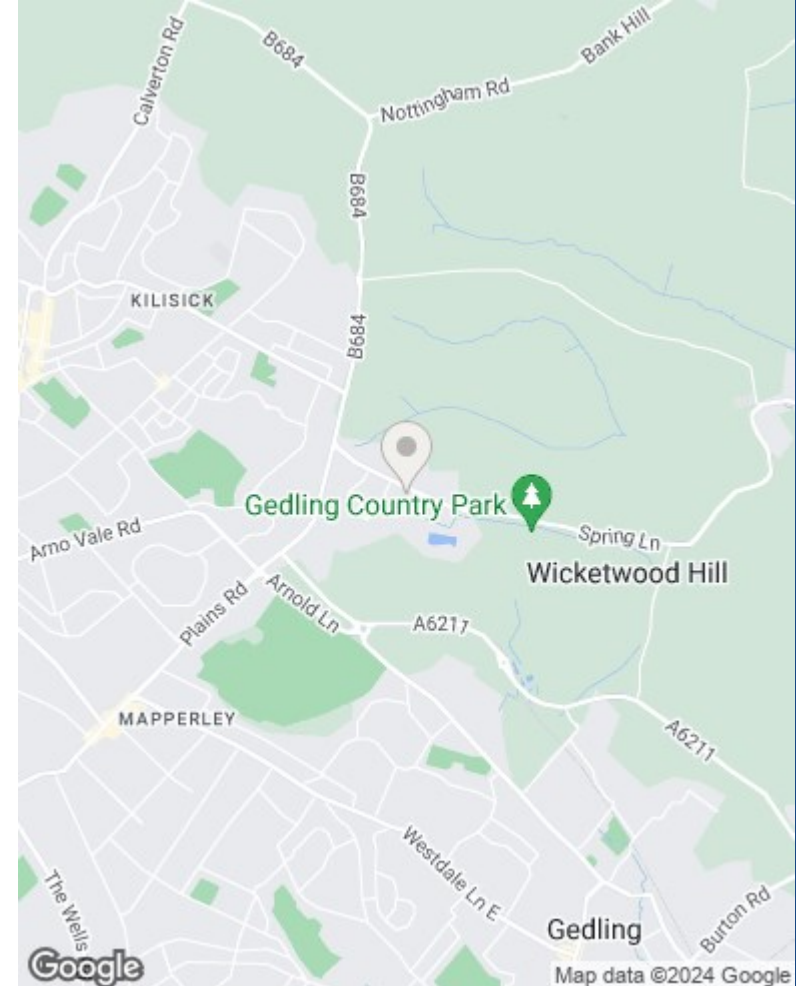 Calverton Rd
B684
Bank Hill
Nottingham Rd
B684
KILISICK
B684
Gedling Country Park
Arno Vale Rd
Spring Ln
Wicketwood Hill
Plains Rd
Arnold Ln
A6211
MAPPERLEY
A6211
Westdale Ln E
The Wells
Burton Rd
Gedling
Google
Map data ©2024 Google